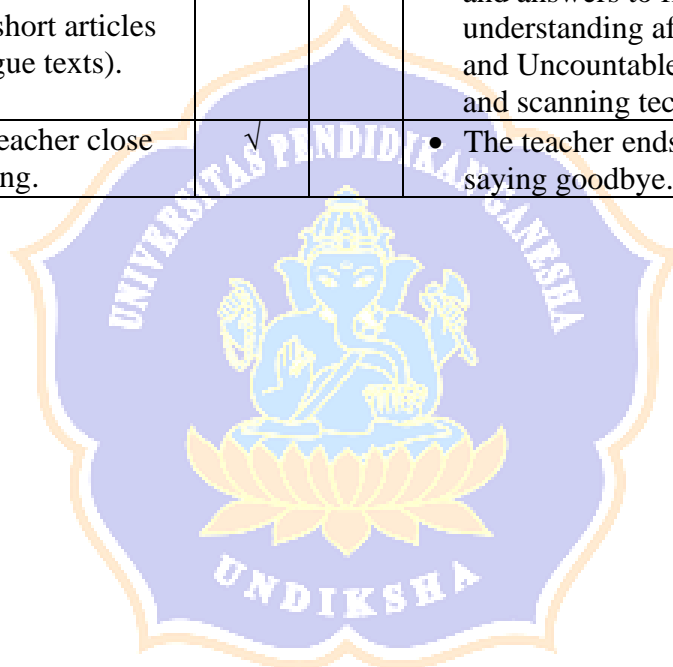 short articles
gue texts).
and answers to
understanding af
and Uncountable
and scanning tec
eacher close
ng.
√
• The teacher ends
saying goodbye.
UNIVERSITAS PENDIDIKAN GANESHA
UNDIKSHA